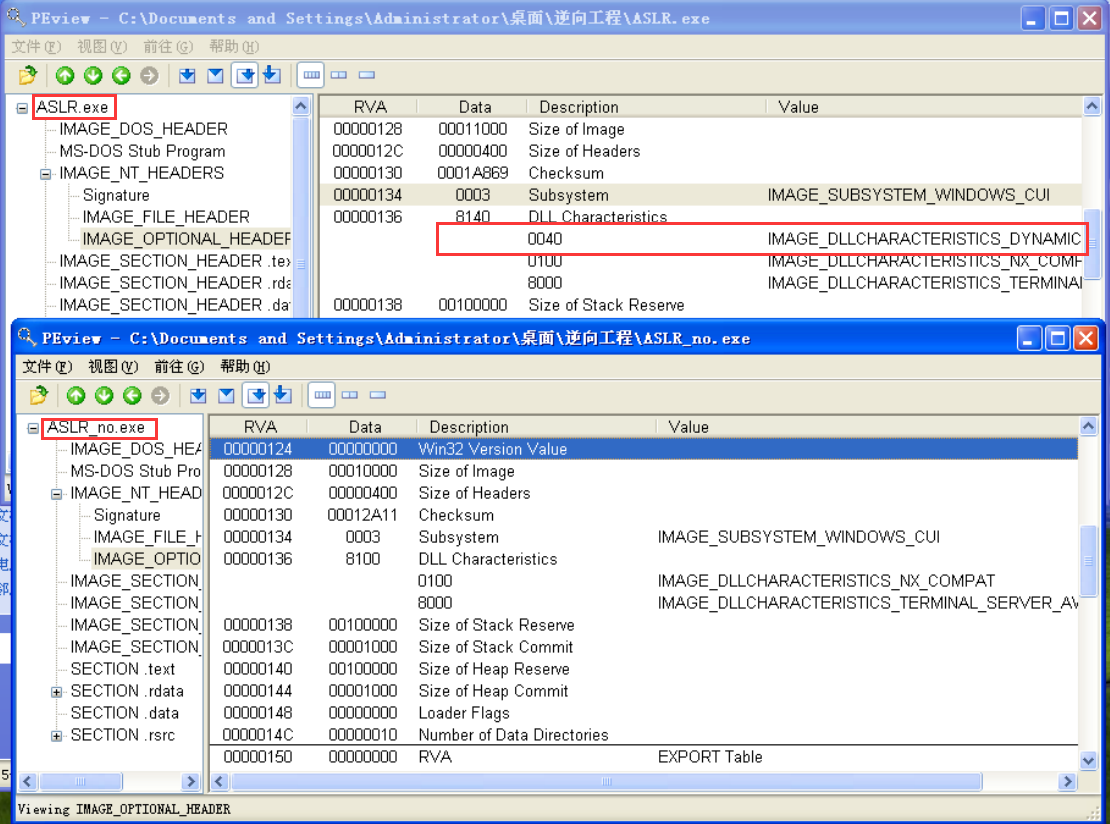 PEview - C:\Documents and Settings\Administrator\桌面\逆向工程\ASLR.exe
文件(F) 视图(V) 前往(G) 帮助(H)
ASLR.exe
IMAGE_DOS_HEADER
MS-DOS Stub Program
IMAGE_NT_HEADERS
Signature
IMAGE_FILE_HEADER
IMAGE_OPTIONAL_HEADER
IMAGE_SECTION_HEADER .tex
IMAGE_SECTION_HEADER .rda
IMAGE_SECTION_HEADER .da
RVA Data Description Value
00000128 00011000 Size of Image
0000012C 00000400 Size of Headers
00000130 0001A869 Checksum
00000134 0003 Subsystem IMAGE_SUBSYSTEM_WINDOWS_CUI
00000136 8140 DLL Characteristics
0040 IMAGE_DLLCHARACTERISTICS_DYNAMIC
0100 IMAGE_DLLCHARACTERISTICS_NX_COMP
8000 IMAGE_DLLCHARACTERISTICS_TERMINAL
00000138 00100000 Size of Stack Reserve
PEview - C:\Documents and Settings\Administrator\桌面\逆向工程\ASLR_no.exe
文件(F) 视图(V) 前往(G) 帮助(H)
ASLR_no.exe
IMAGE_DOS_HEA
MS-DOS Stub Pro
IMAGE_NT_HEAD
Signature
IMAGE_FILE_H
IMAGE_OPTIO
IMAGE_SECTION_
IMAGE_SECTION_
IMAGE_SECTION_
IMAGE_SECTION_
SECTION .text
SECTION .rdata
SECTION .data
SECTION .rsrc
RVA Data Description Value
00000124 00000000 Win32 Version Value
00000128 00010000 Size of Image
0000012C 00000400 Size of Headers
00000130 00012A11 Checksum
00000134 0003 Subsystem IMAGE_SUBSYSTEM_WINDOWS_CUI
00000136 8100 DLL Characteristics
0100 IMAGE_DLLCHARACTERISTICS_NX_COMPAT
8000 IMAGE_DLLCHARACTERISTICS_TERMINAL_SERVER_AV
00000138 00100000 Size of Stack Reserve
0000013C 00001000 Size of Stack Commit
00000140 00100000 Size of Heap Reserve
00000144 00001000 Size of Heap Commit
00000148 00000000 Loader Flags
0000014C 00000010 Number of Data Directories
00000150 00000000 RVA EXPORT Table
Viewing IMAGE_OPTIONAL_HEADER